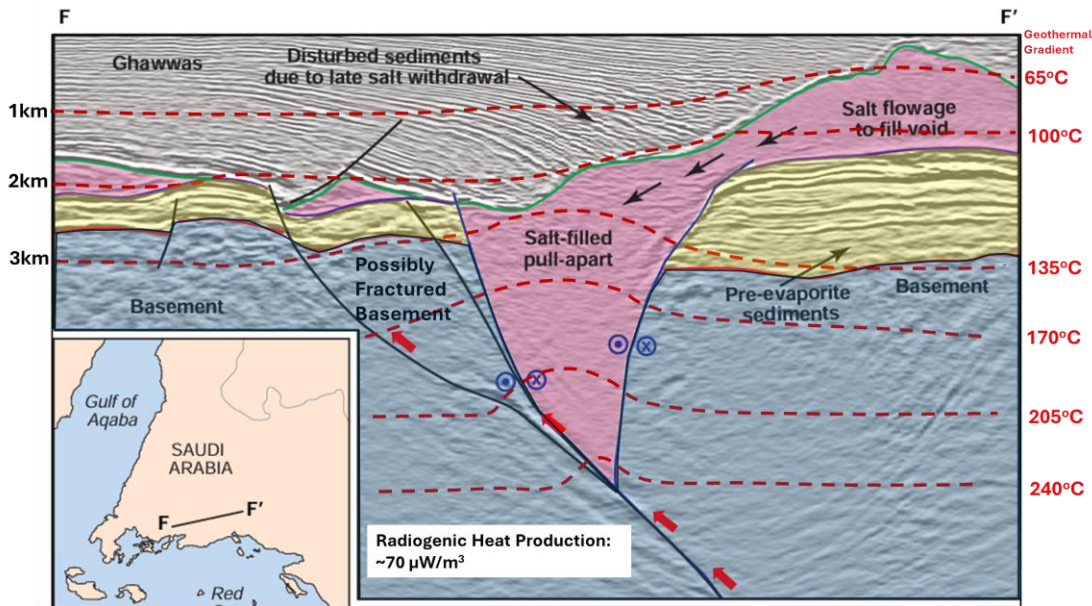 F
F'
Geothermal
Gradient
Ghawwas
Disturbed sediments
due to late salt withdrawal
65°C
1km
Salt flowage
to fill void
100°C
2km
Salt-filled
pull-apart
3km
135°C
Possibly
Fractured
Basement
Basement
Pre-evaporite
sediments
Basement
170°C
205°C
240°C
Gulf of
Aqaba
SAUDI
ARABIA
F
F'
Red
Radiogenic Heat Production:
~70 µW/m³